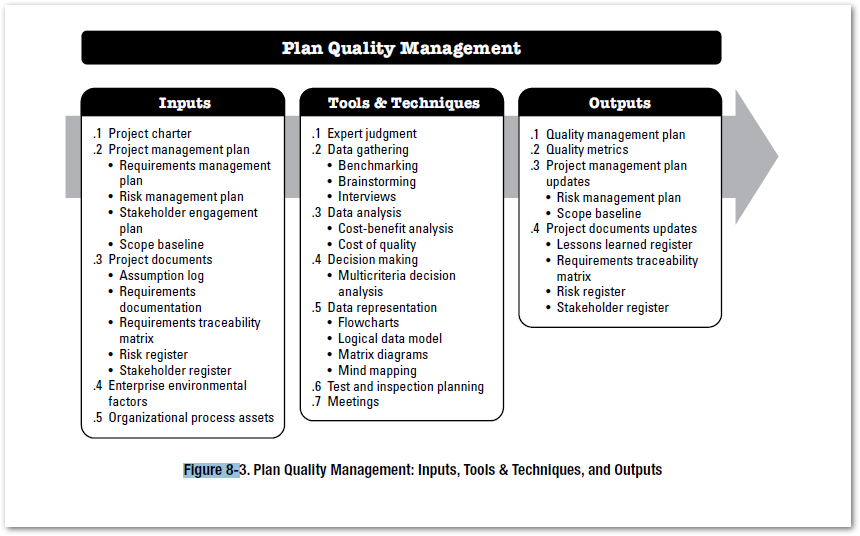 Plan Quality Management
Inputs
.1 Project charter
.2 Project management plan
• Requirements management
plan
• Risk management plan
• Stakeholder engagement
plan
• Scope baseline
.3 Project documents
• Assumption log
• Requirements
documentation
• Requirements traceability
matrix
• Risk register
• Stakeholder register
.4 Enterprise environmental
factors
.5 Organizational process assets
Tools & Techniques
.1 Expert judgment
.2 Data gathering
• Benchmarking
• Brainstorming
• Interviews
.3 Data analysis
• Cost-benefit analysis
• Cost of quality
.4 Decision making
• Multicriteria decision
analysis
.5 Data representation
• Flowcharts
• Logical data model
• Matrix diagrams
• Mind mapping
.6 Test and inspection planning
.7 Meetings
Outputs
.1 Quality management plan
.2 Quality metrics
.3 Project management plan
updates
• Risk management plan
• Scope baseline
.4 Project documents updates
• Lessons learned register
• Requirements traceability
matrix
• Risk register
• Stakeholder register
Figure 8-3. Plan Quality Management: Inputs, Tools & Techniques, and Outputs